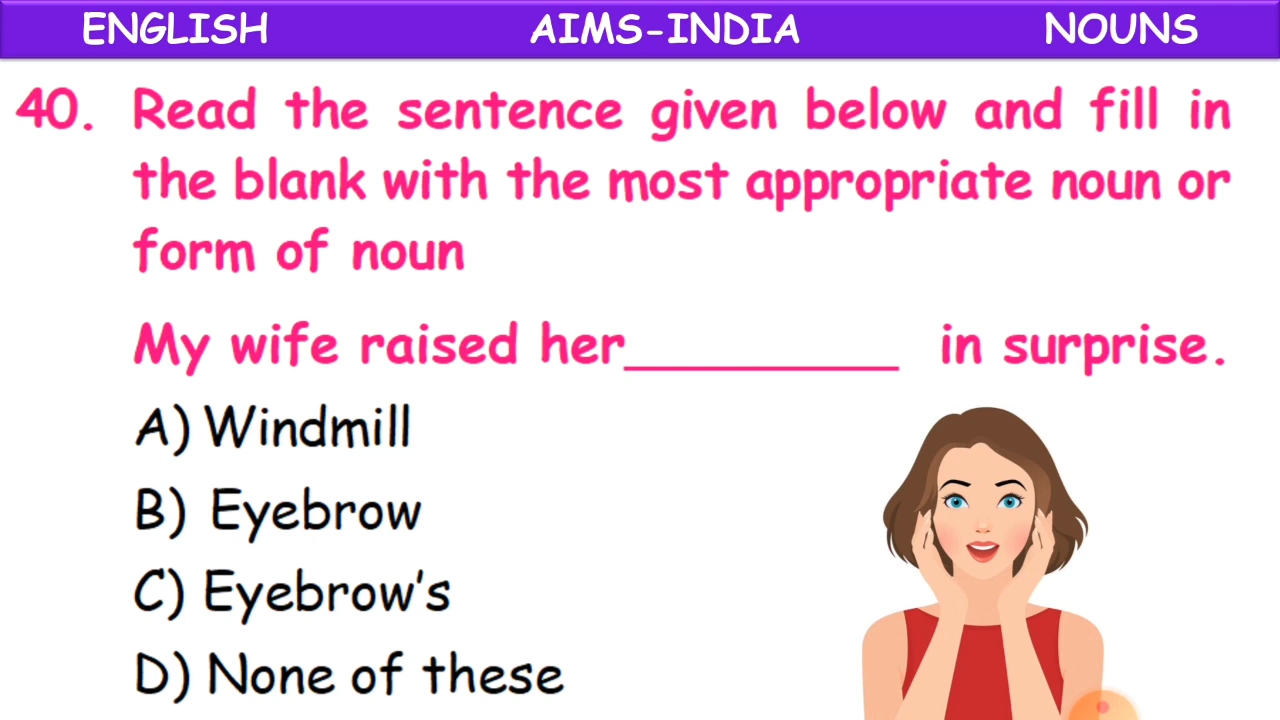 ENGLISH AIMS-INDIA NOUNS
40. Read the sentence given below and fill in
the blank with the most appropriate noun or
form of noun
My wife raised her__________ in surprise.
A) Windmill
B) Eyebrow
C) Eyebrow's
D) None of these